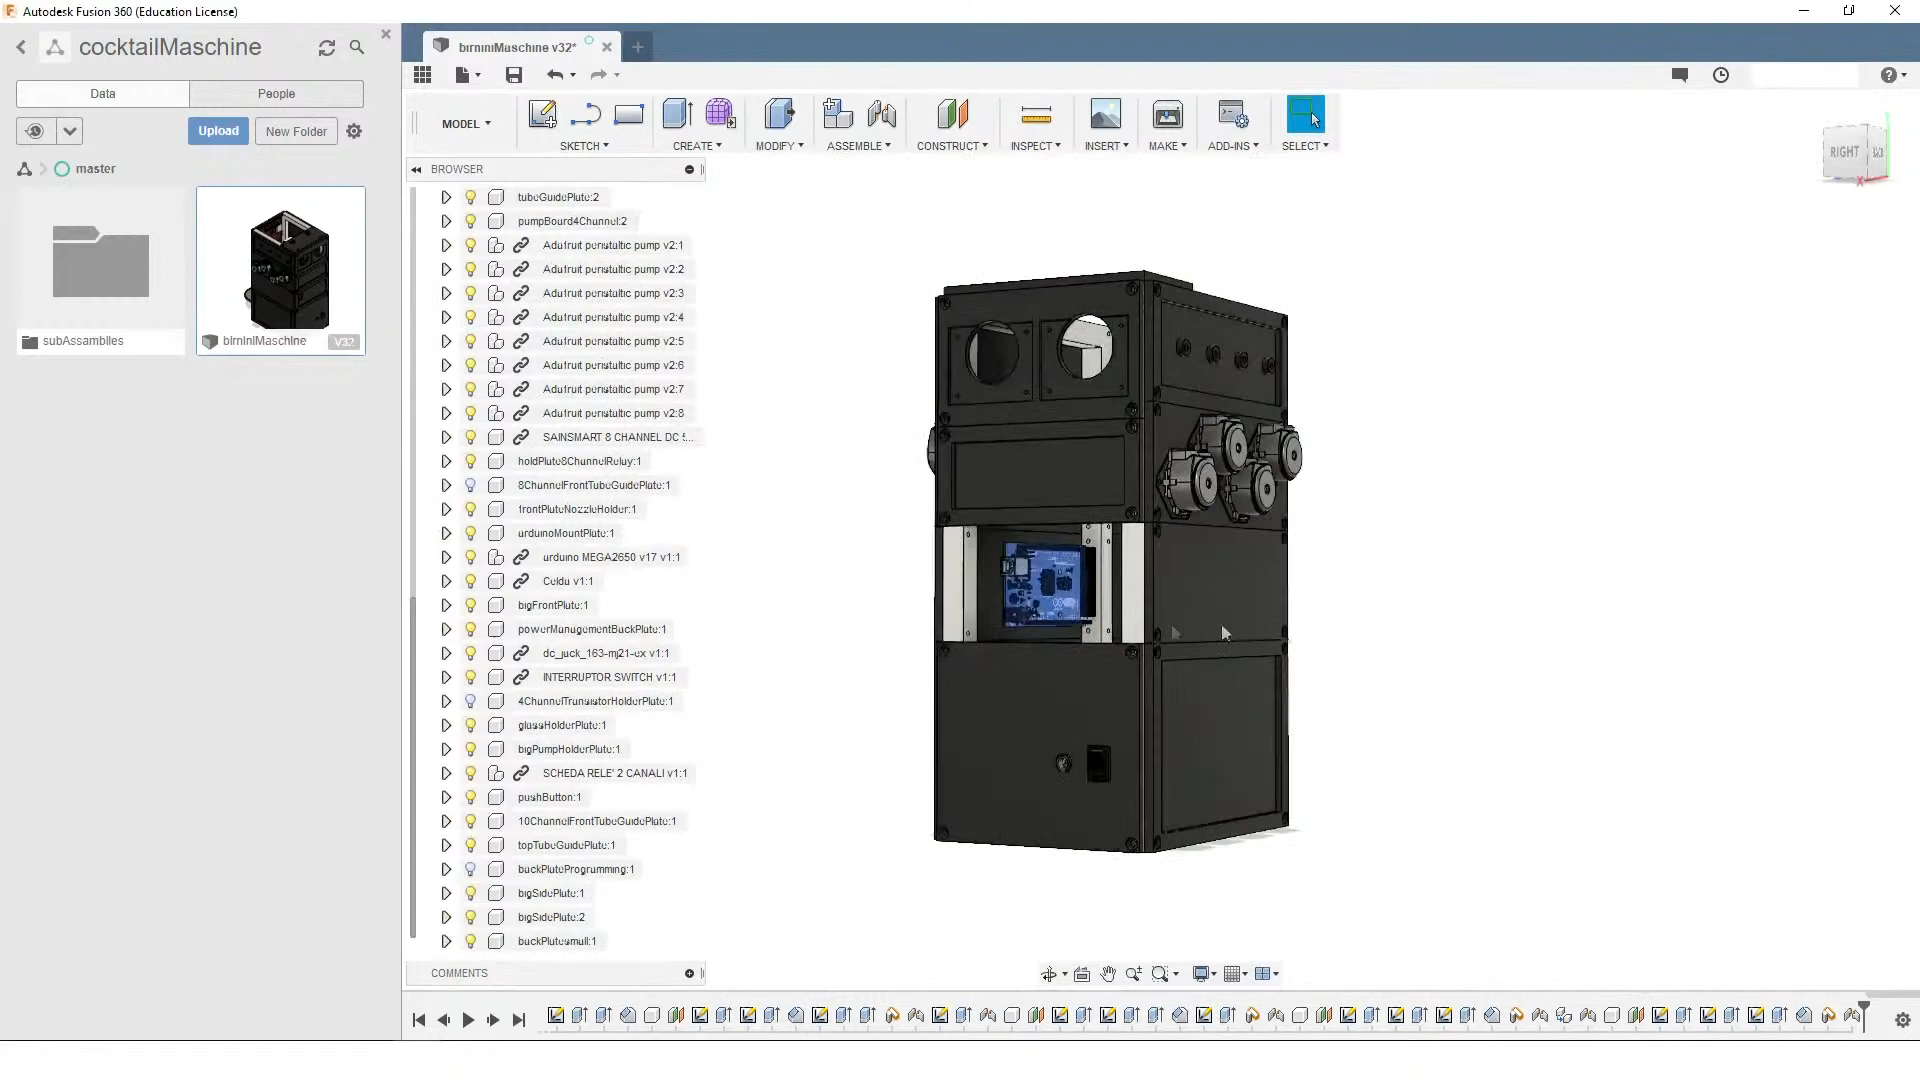 Autodesk Fusion 360 (Education License)
cocktailMaschine
birniniMaschine v32*
Data
People
Upload
New Folder
master
subAssamblies
birniniMaschine
V32
MODEL
SKETCH
CREATE
MODIFY
ASSEMBLE
CONSTRUCT
INSPECT
INSERT
MAKE
ADD-INS
SELECT
RIGHT
BROWSER
tubeGuidePlate:2
pumpBoard4Channel:2
Adafruit peristaltic pump v2:1
Adafruit peristaltic pump v2:2
Adafruit peristaltic pump v2:3
Adafruit peristaltic pump v2:4
Adafruit peristaltic pump v2:5
Adafruit peristaltic pump v2:6
Adafruit peristaltic pump v2:7
Adafruit peristaltic pump v2:8
SAINSMART 8 CHANNEL DC 5...
holdPlate8ChannelRelay:1
8ChannelFrontTubeGuidePlate:1
frontPlateNozzleHolder:1
arduinoMountPlate:1
arduino MEGA2650 v17 v1:1
Celda v1:1
bigFrontPlate:1
powerManagementBackPlate:1
dc_jack_163-mj21-ex v1:1
INTERRUPTOR SWITCH v1:1
4ChannelTransistorHolderPlate:1
glassHolderPlate:1
bigPumpHolderPlate:1
SCHEDA RELE' 2 CANALI v1:1
pushButton:1
10ChannelFrontTubeGuidePlate:1
topTubeGuidePlate:1
backPlateProgramming:1
bigSidePlate:1
bigSidePlate:2
backPlatesmall:1
COMMENTS